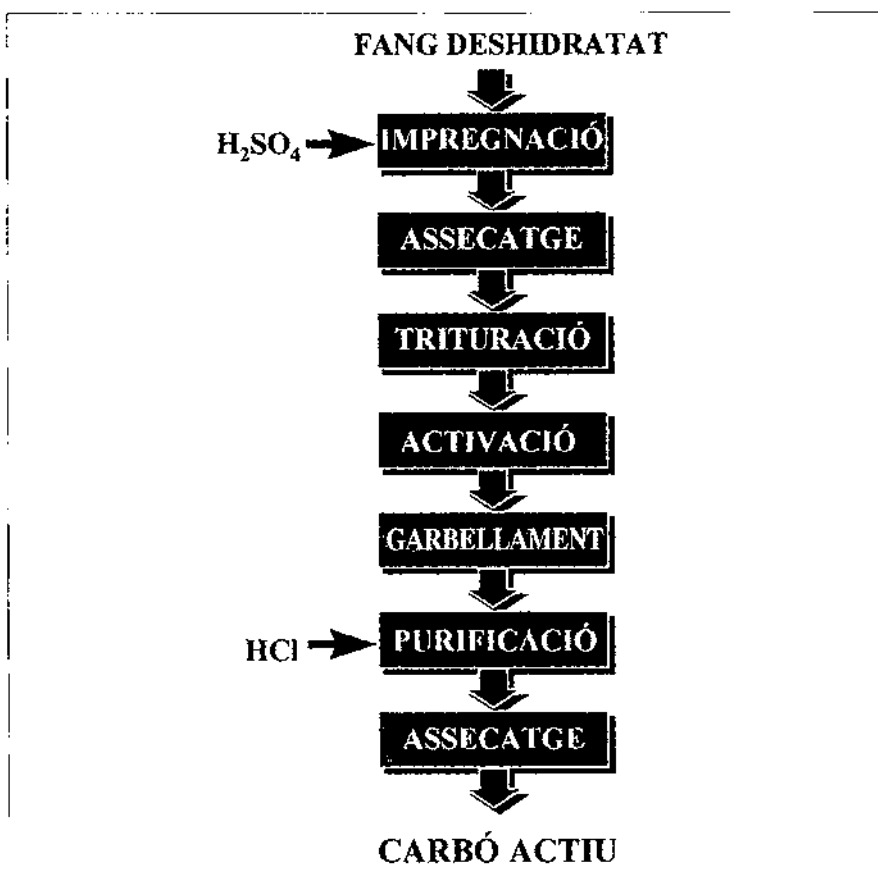 FANG DESHIDRATAT
H₂SO₄
IMPREGNACIÓ
ASSECATGE
TRITURACIÓ
ACTIVACIÓ
GARBELLAMENT
HCl
PURIFICACIÓ
ASSECATGE
CARBÓ ACTIU